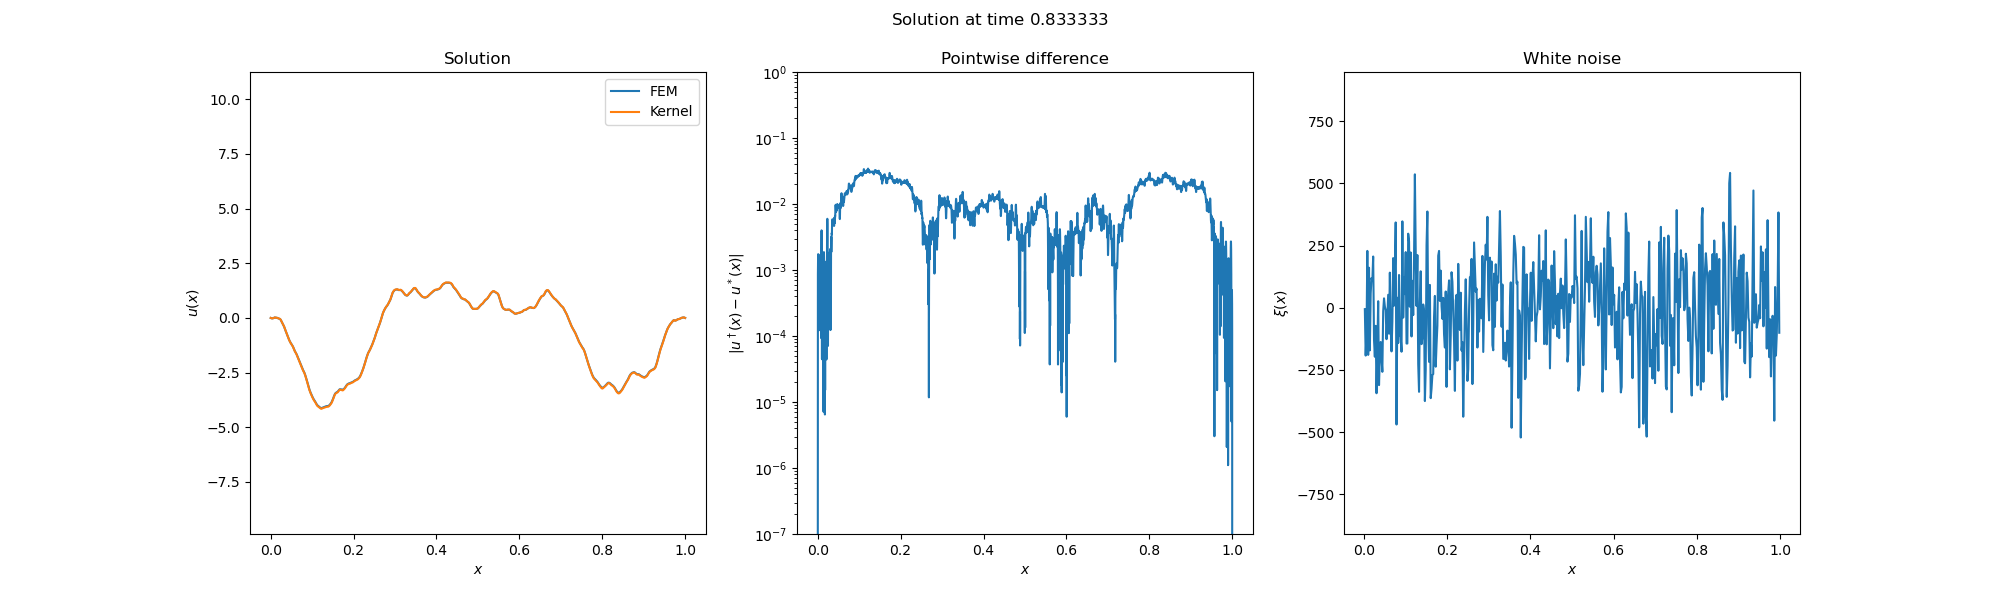 Solution at time 0.833333
Solution
10.0
7.5
5.0
2.5
0.0
−2.5
−5.0
−7.5
u(x)
FEM
Kernel
0.0 0.2 0.4 0.6 0.8 1.0
x
Pointwise difference
10⁰
10⁻¹
10⁻²
10⁻³
10⁻⁴
10⁻⁵
10⁻⁶
10⁻⁷
|u†(x) − u*(x)|
0.0 0.2 0.4 0.6 0.8 1.0
x
White noise
750
500
250
0
−250
−500
−750
ξ(x)
0.0 0.2 0.4 0.6 0.8 1.0
x